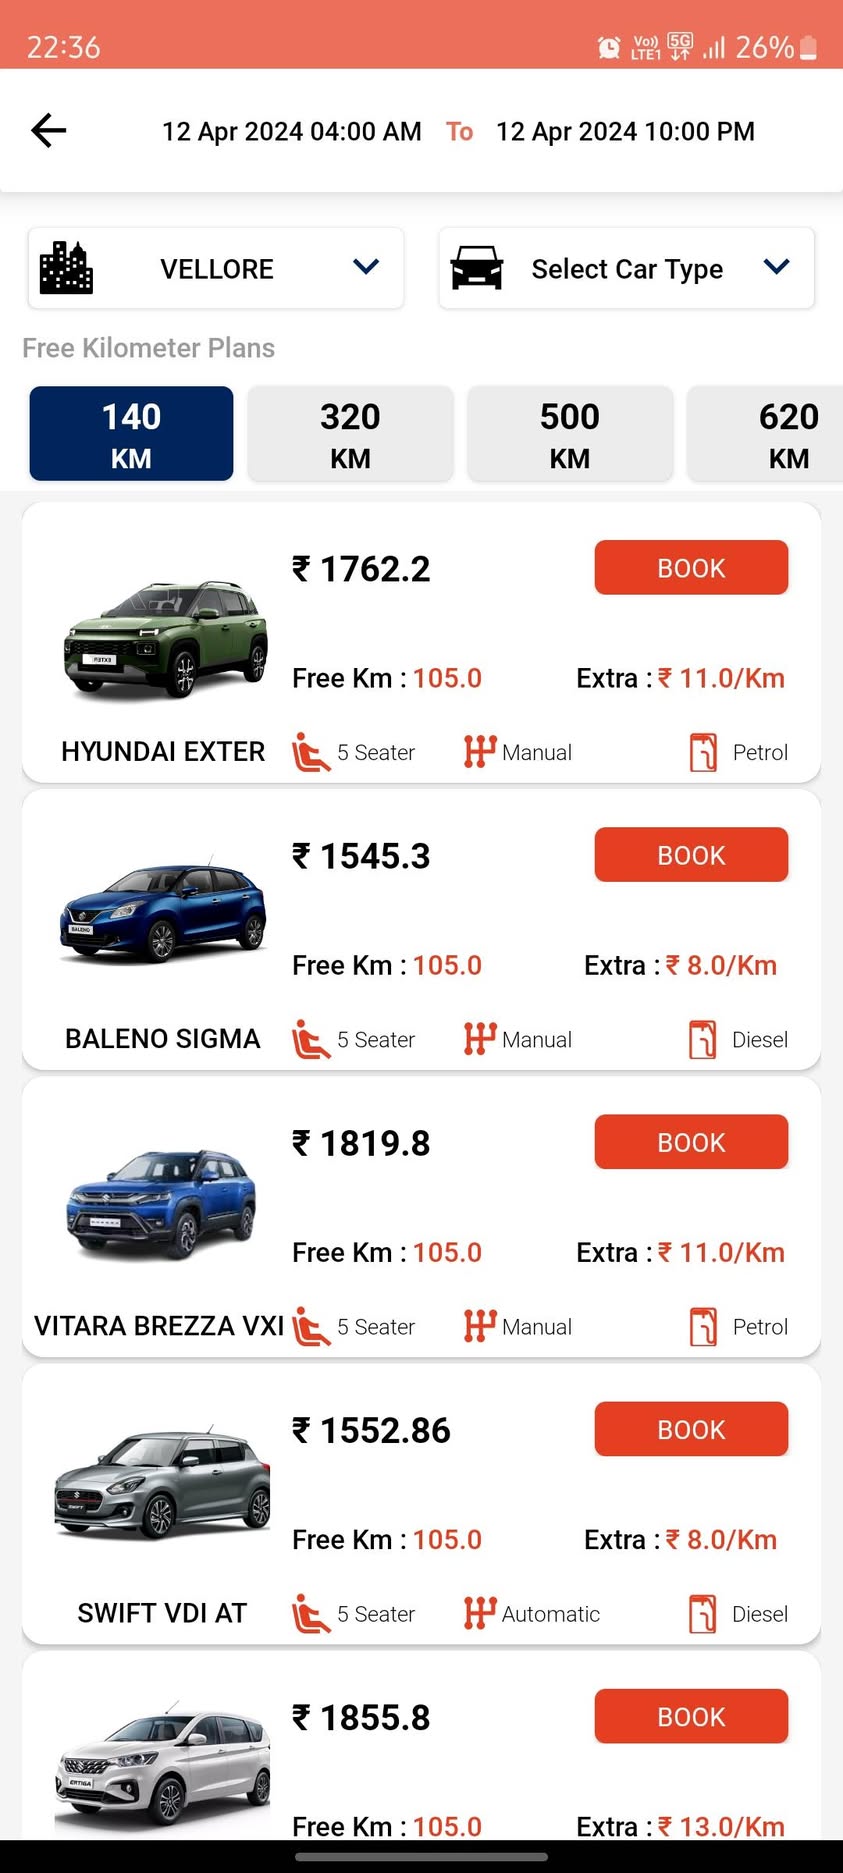 22:36 Vo)) LTE1 5G 26%
12 Apr 2024 04:00 AM To 12 Apr 2024 10:00 PM
VELLORE Select Car Type
Free Kilometer Plans
140 320 500 620
KM KM KM KM
₹ 1762.2 BOOK
Free Km : 105.0 Extra : ₹ 11.0/Km
HYUNDAI EXTER 5 Seater Manual Petrol
₹ 1545.3 BOOK
BALENO
Free Km : 105.0 Extra : ₹ 8.0/Km
BALENO SIGMA 5 Seater Manual Diesel
₹ 1819.8 BOOK
Free Km : 105.0 Extra : ₹ 11.0/Km
VITARA BREZZA VXI 5 Seater Manual Petrol
₹ 1552.86 BOOK
SWIFT
Free Km : 105.0 Extra : ₹ 8.0/Km
SWIFT VDI AT 5 Seater Automatic Diesel
₹ 1855.8 BOOK
ERTIGA
Free Km : 105.0 Extra : ₹ 13.0/Km